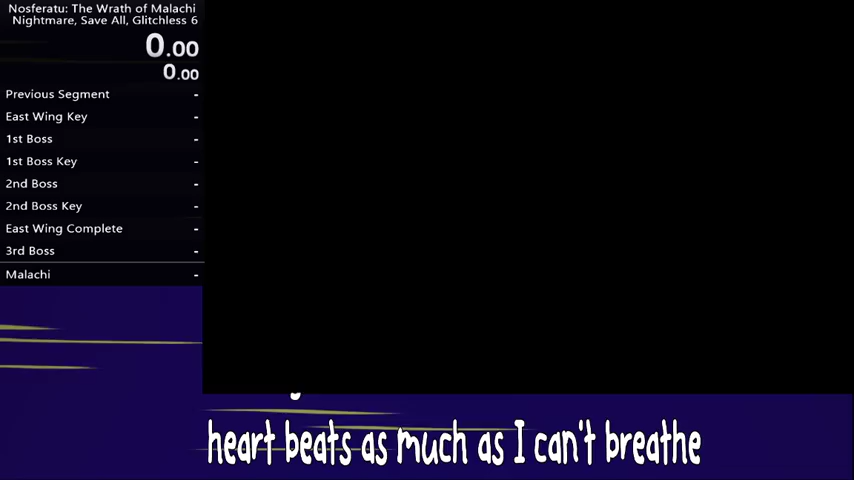 Nosferatu: The Wrath of Malachi
Nightmare, Save All, Glitchless 6
0.00
0.00
Previous Segment -
East Wing Key -
1st Boss -
1st Boss Key -
2nd Boss -
2nd Boss Key -
East Wing Complete -
3rd Boss -
Malachi -
heart beats as much as I can't breathe